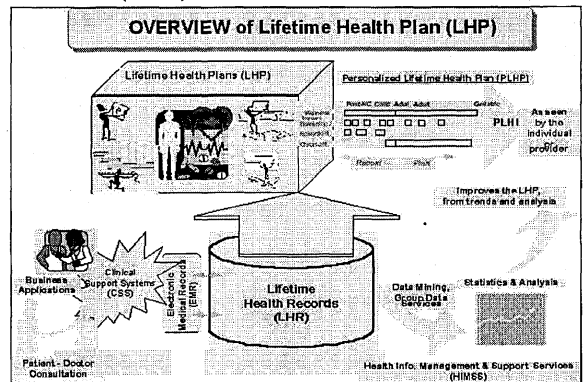 OVERVIEW of Lifetime Health Plan (LHP)
Lifetime Health Plans (LHP)
Personalized Lifetime Health Plan (PLHP)
Adol. Adult
Geriatric
PLHP
As seen
by the
individual
provider
Record
Plan
Improves the LHP,
from trends and analysis
Business
Applications
Clinical
Support Systems
(CSS)
Electronic
Medical Records
(EMR)
Lifetime
Health Records
(LHR)
Data Mining,
Group Data
Services
Statistics & Analysis
Patient - Doctor
Consultation
Health Info. Management & Support Services
(HIMSS)